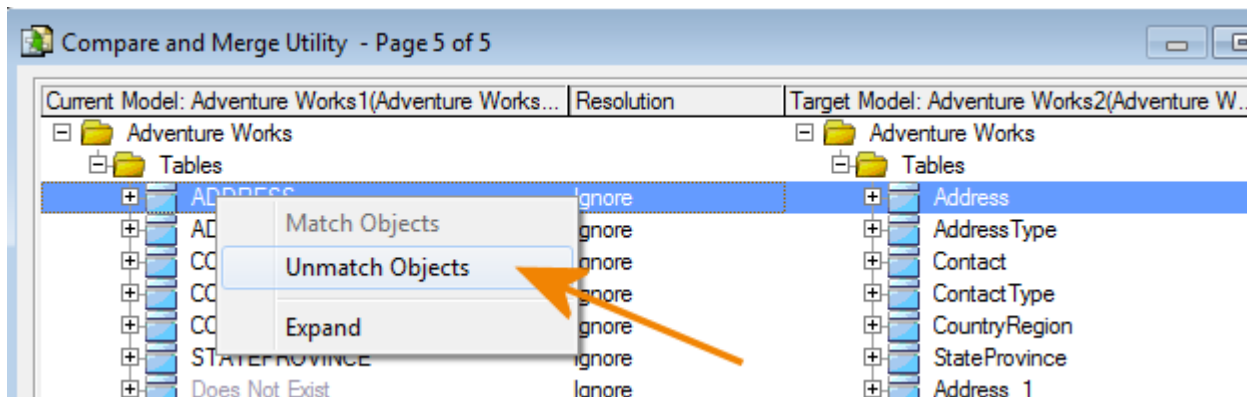 Compare and Merge Utility - Page 5 of 5
Current Model: Adventure Works1(Adventure Works... Resolution Target Model: Adventure Works2(Adventure W...
Adventure Works Adventure Works
Tables Tables
ADDRESS Ignore Address
Match Objects
Ignore AddressType
Unmatch Objects
Ignore Contact
Ignore ContactType
Expand
Ignore CountryRegion
STATEPROVINCE Ignore StateProvince
Does Not Exist Ignore Address_1